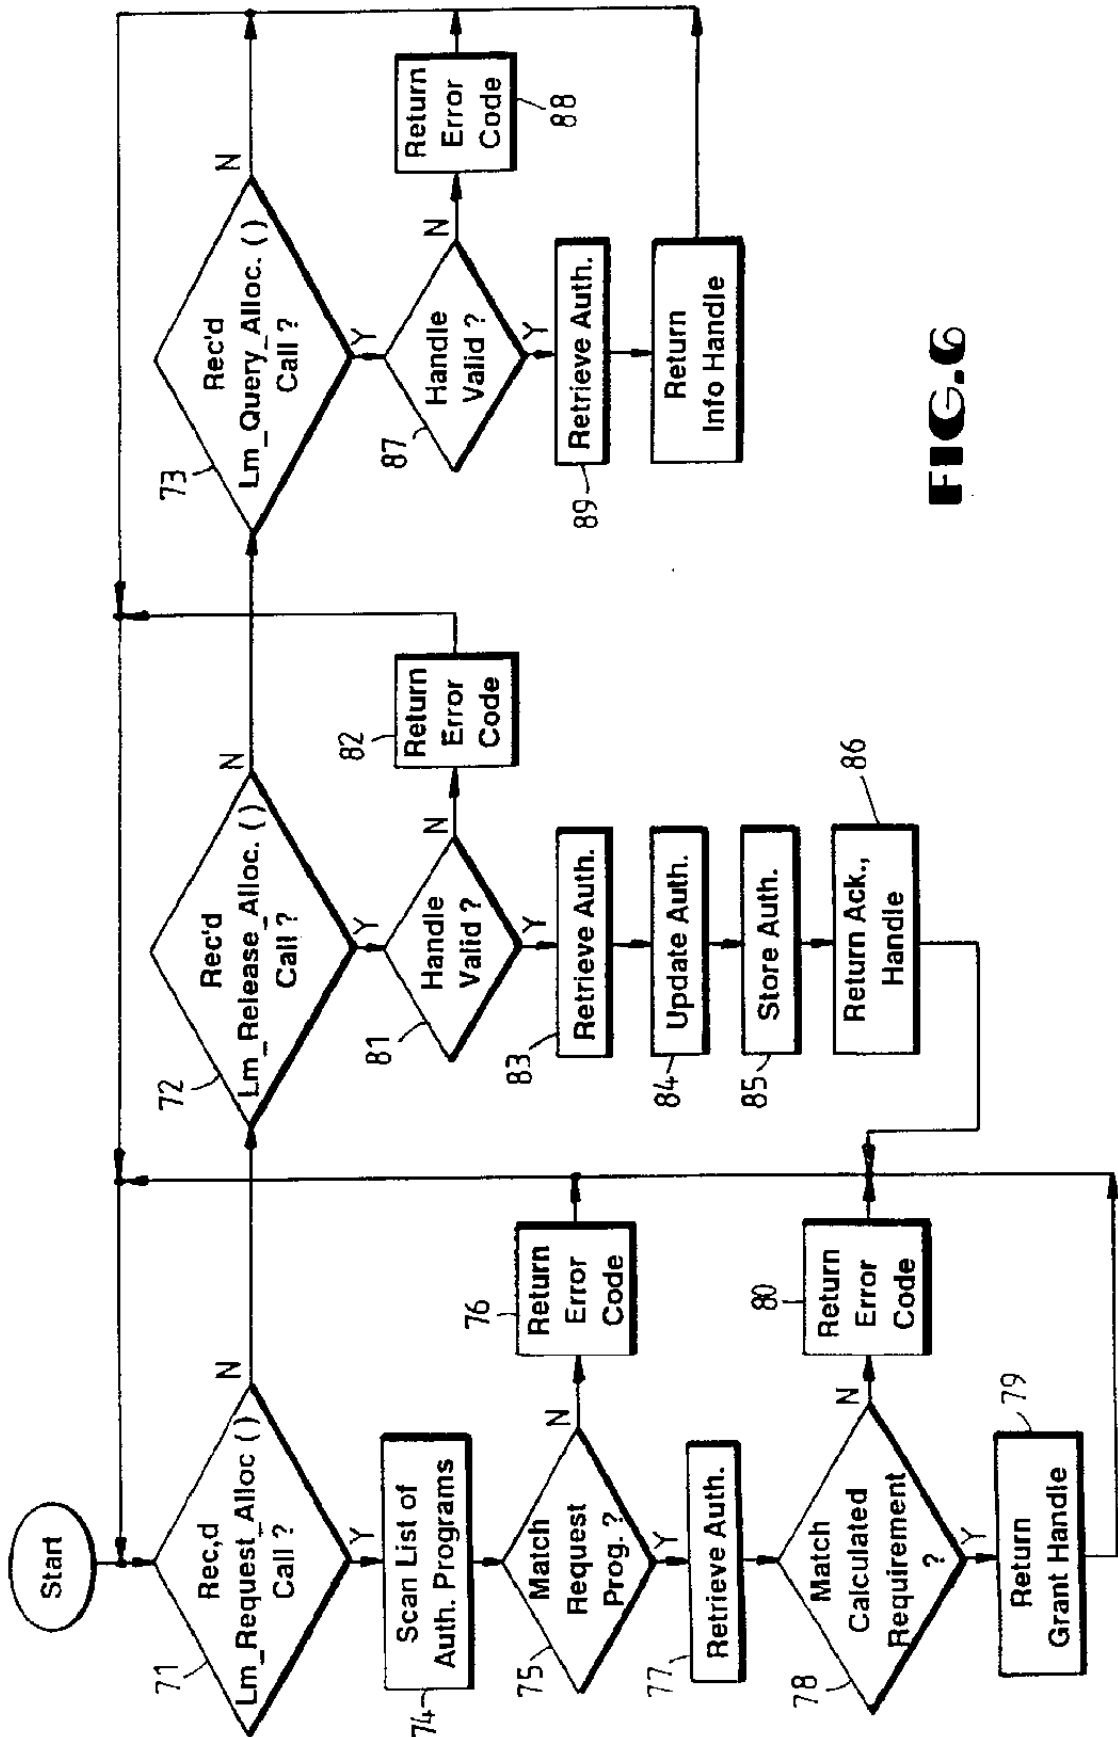 Start
Rec,d
Lm_Request_Alloc ( )
Call ?
71
N
Y
Scan List of
Auth. Programs
74
Match
Request
Prog. ?
75
N
Return
Error
Code
76
Y
Retrieve Auth.
77
Match
Calculated
Requirement
?
78
N
Return
Error
Code
80
Y
Return
Grant Handle
79
Rec'd
Lm_Release_Alloc. ( )
Call ?
72
N
Y
Handle
Valid ?
81
N
Return
Error
Code
82
Y
Retrieve Auth.
83
Update Auth.
84
Store Auth.
85
Return Ack.,
Handle
86
Rec'd
Lm_Query_Alloc. ( )
Call ?
73
N
Y
Handle
Valid ?
87
N
Return
Error
Code
88
Y
Retrieve Auth.
89
Return
Info Handle
FIG.6